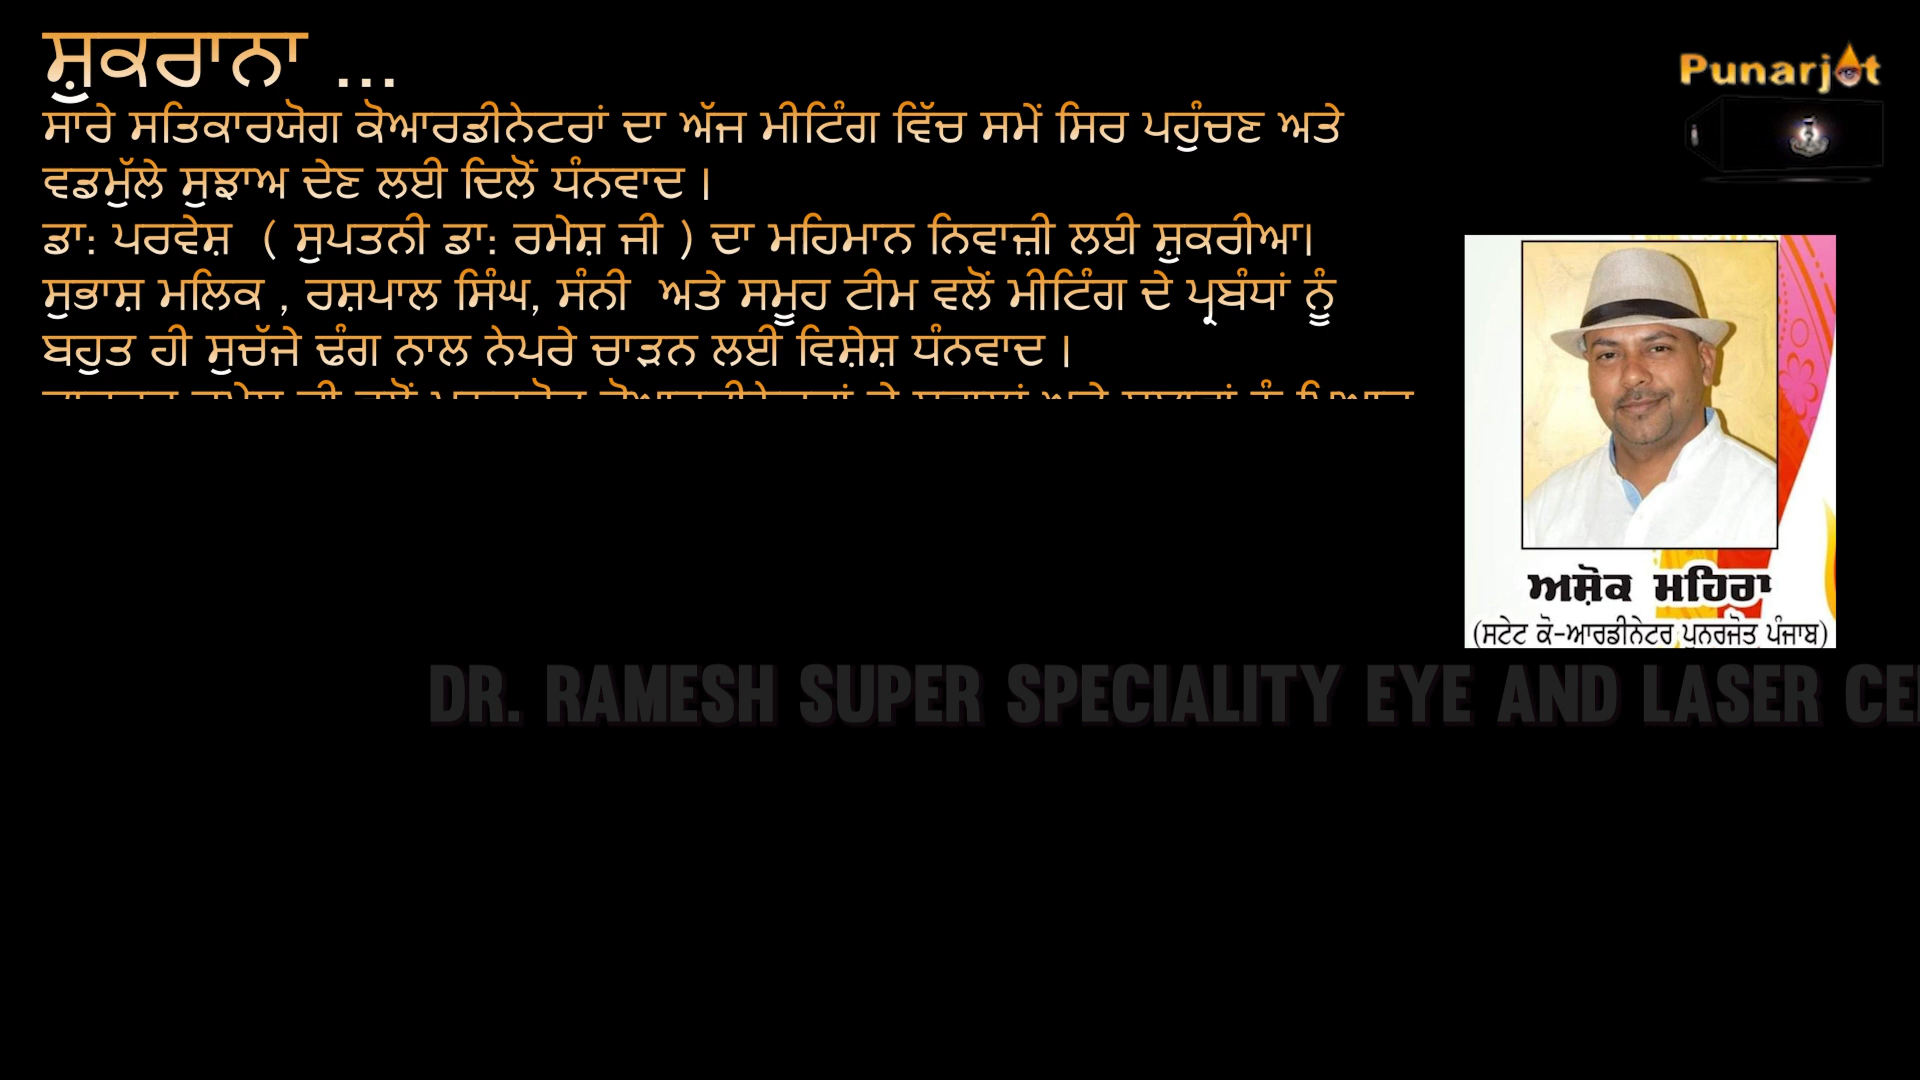 ਸ਼ੁਕਰਾਨਾ ...
Punarjot
ਸਾਰੇ ਸਤਿਕਾਰਯੋਗ ਕੋਆਰਡੀਨੇਟਰਾਂ ਦਾ ਅੱਜ ਮੀਟਿੰਗ ਵਿੱਚ ਸਮੇਂ ਸਿਰ ਪਹੁੰਚਣ ਅਤੇ
ਵਡਮੁੱਲੇ ਸੁਝਾਅ ਦੇਣ ਲਈ ਦਿਲੋਂ ਧੰਨਵਾਦ ।
ਡਾ: ਪਰਵੇਸ਼ ( ਸੁਪਤਨੀ ਡਾ: ਰਮੇਸ਼ ਜੀ ) ਦਾ ਮਹਿਮਾਨ ਨਿਵਾਜ਼ੀ ਲਈ ਸ਼ੁਕਰੀਆ।
ਸੁਭਾਸ਼ ਮਲਿਕ , ਰਸ਼ਪਾਲ ਸਿੰਘ, ਸੰਨੀ ਅਤੇ ਸਮੂਹ ਟੀਮ ਵਲੋਂ ਮੀਟਿੰਗ ਦੇ ਪ੍ਰਬੰਧਾਂ ਨੂੰ
ਬਹੁਤ ਹੀ ਸੁਚੱਜੇ ਢੰਗ ਨਾਲ ਨੇਪਰੇ ਚਾੜਨ ਲਈ ਵਿਸ਼ੇਸ਼ ਧੰਨਵਾਦ ।
ਅਸ਼ੋਕ ਮਹਿਰਾ
(ਸਟੇਟ ਕੋ-ਆਰਡੀਨੇਟਰ ਪੁਨਰਜੋਤ ਪੰਜਾਬ)
DR. RAMESH SUPER SPECIALITY EYE AND LASER